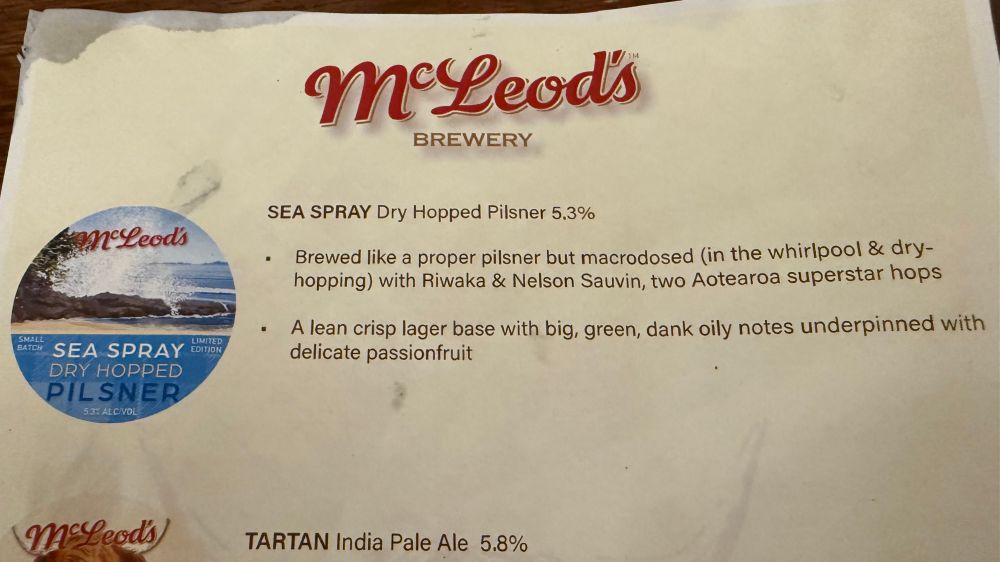 McLeod's™
BREWERY
SEA SPRAY Dry Hopped Pilsner 5.3%
▪ Brewed like a proper pilsner but macrodosed (in the whirlpool & dry-
hopping) with Riwaka & Nelson Sauvin, two Aotearoa superstar hops
▪ A lean crisp lager base with big, green, dank oily notes underpinned with
delicate passionfruit
McLeod's
SMALL
BATCH
SEA SPRAY
LIMITED
EDITION
DRY HOPPED
PILSNER
5.3% ALC/VOL
McLeod's
TARTAN India Pale Ale 5.8%